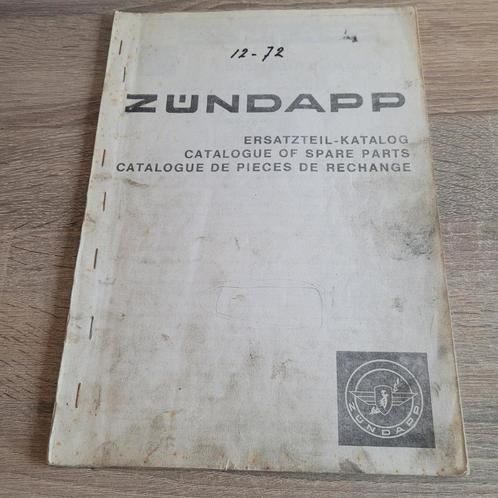 12-72
ZÜNDAPP
ERSATZTEIL-KATALOG
CATALOGUE OF SPARE PARTS
CATALOGUE DE PIECES DE RECHANGE
ZÜNDAPP